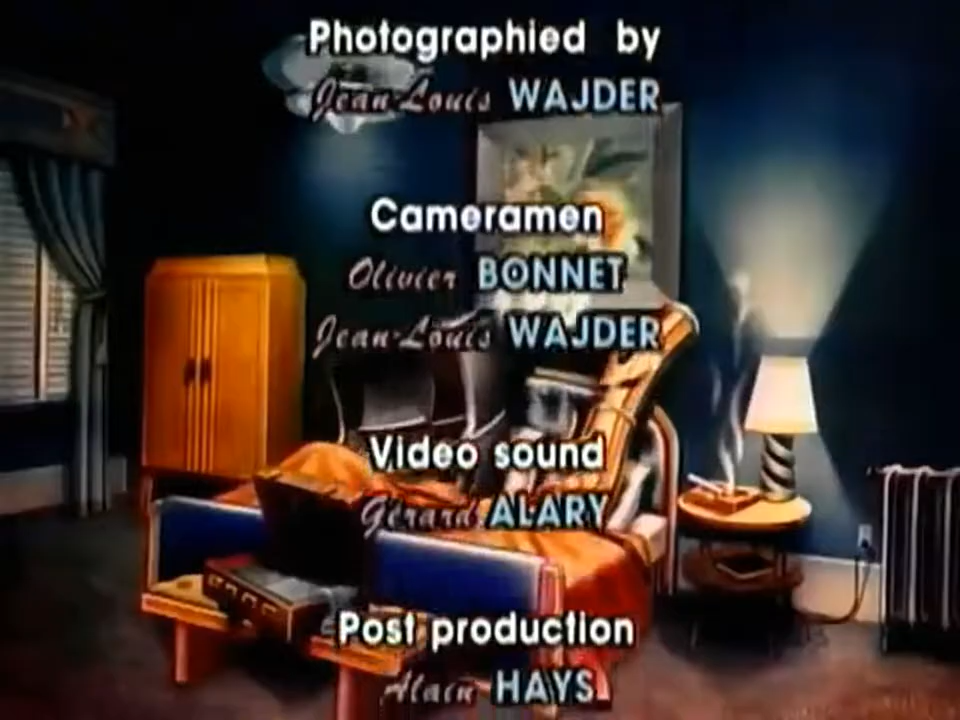 Photographied by
Jean-Louis WAJDER
Cameramen
Olivier BONNET
Jean-Louis WAJDER
Video sound
Gérard ALARY
Post production
Alain HAYS